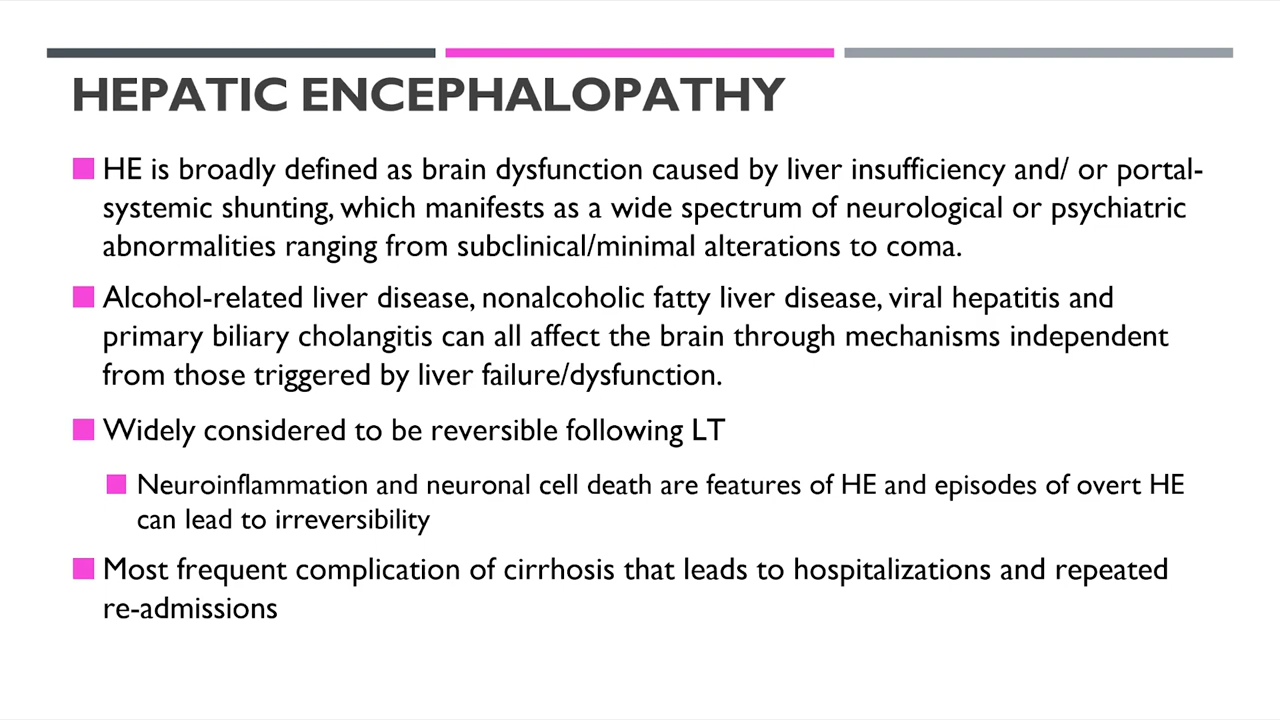 HEPATIC ENCEPHALOPATHY
HE is broadly defined as brain dysfunction caused by liver insufficiency and/ or portal-
systemic shunting, which manifests as a wide spectrum of neurological or psychiatric
abnormalities ranging from subclinical/minimal alterations to coma.
Alcohol-related liver disease, nonalcoholic fatty liver disease, viral hepatitis and
primary biliary cholangitis can all affect the brain through mechanisms independent
from those triggered by liver failure/dysfunction.
Widely considered to be reversible following LT
Neuroinflammation and neuronal cell death are features of HE and episodes of overt HE
can lead to irreversibility
Most frequent complication of cirrhosis that leads to hospitalizations and repeated
re-admissions